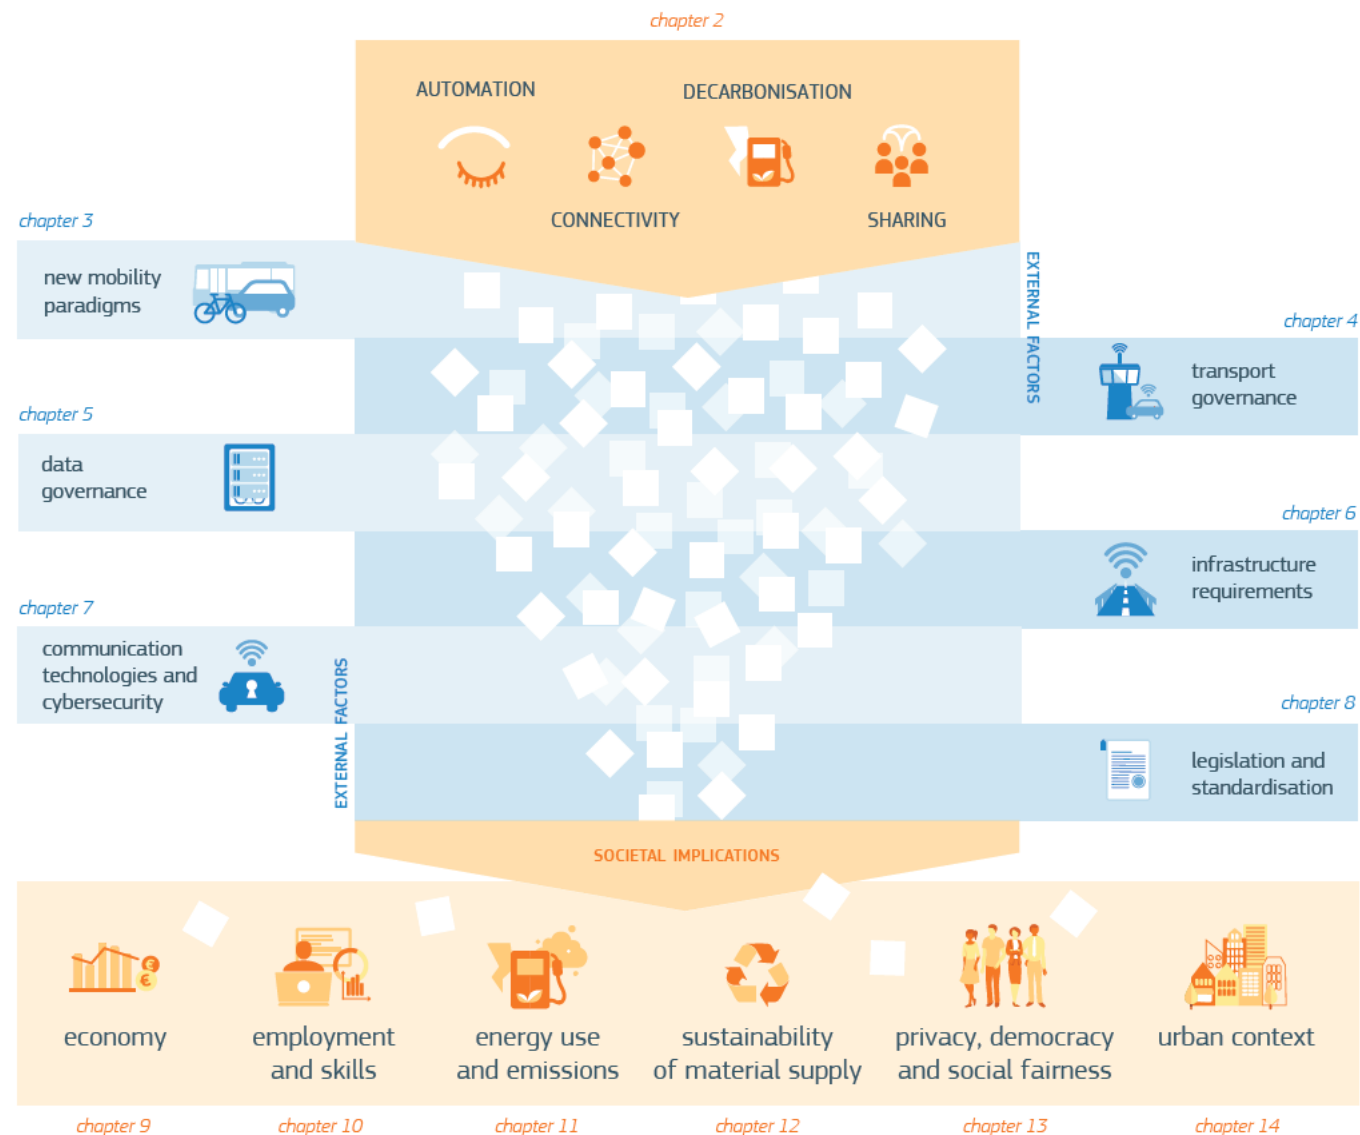 chapter 2
AUTOMATION
DECARBONISATION
CONNECTIVITY
SHARING
chapter 3
new mobility
paradigms
EXTERNAL FACTORS
chapter 4
transport
governance
chapter 5
data
governance
chapter 6
infrastructure
requirements
chapter 7
communication
technologies and
cybersecurity
EXTERNAL FACTORS
chapter 8
legislation and
standardisation
SOCIETAL IMPLICATIONS
€
€
economy
employment
and skills
energy use
and emissions
sustainability
of material supply
privacy, democracy
and social fairness
urban context
chapter 9
chapter 10
chapter 11
chapter 12
chapter 13
chapter 14